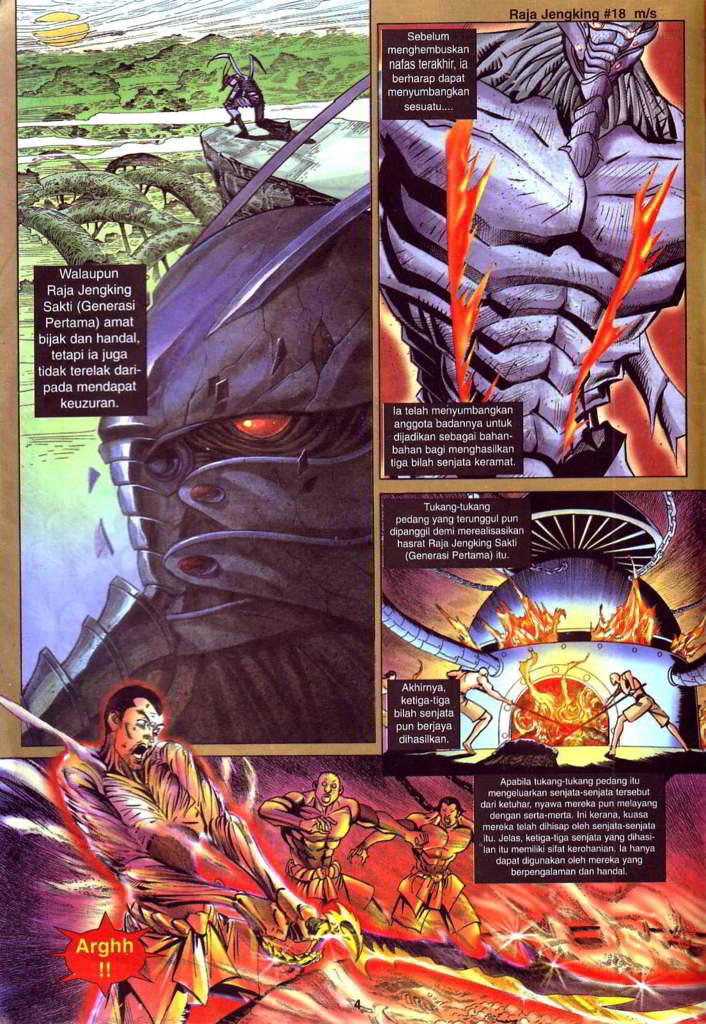 Raja Jengking #18 m/s
Walaupun
Raja Jengking
Sakti (Generasi
Pertama) amat
bijak dan handal,
tetapi ia juga
tidak terelak dari-
pada mendapat
keuzuran.
Sebelum
menghembuskan
nafas terakhir, ia
berharap dapat
menyumbangkan
sesuatu....
Ia telah menyumbangkan
anggota badannya untuk
dijadikan sebagai bahan-
bahan bagi menghasilkan
tiga bilah senjata keramat.
Tukang-tukang
pedang yang terunggul pun
dipanggil demi merealisasikan
hasrat Raja Jengking Sakti
(Generasi Pertama) itu.
Akhirnya,
ketiga-tiga
bilah senjata
pun berjaya
dihasilkan.
Apabila tukang-tukang pedang itu
mengeluarkan senjata-senjata tersebut
dari ketuhar, nyawa mereka pun melayang
dengan serta-merta. Ini kerana, kuasa
mereka telah dihisap oleh senjata-senjata
itu. Jelas, ketiga-tiga senjata yang dihasi-
lan itu memiliki sifat kerohanian. Ia hanya
dapat digunakan oleh mereka yang
berpengalaman dan handal.
Arghh
!!
4